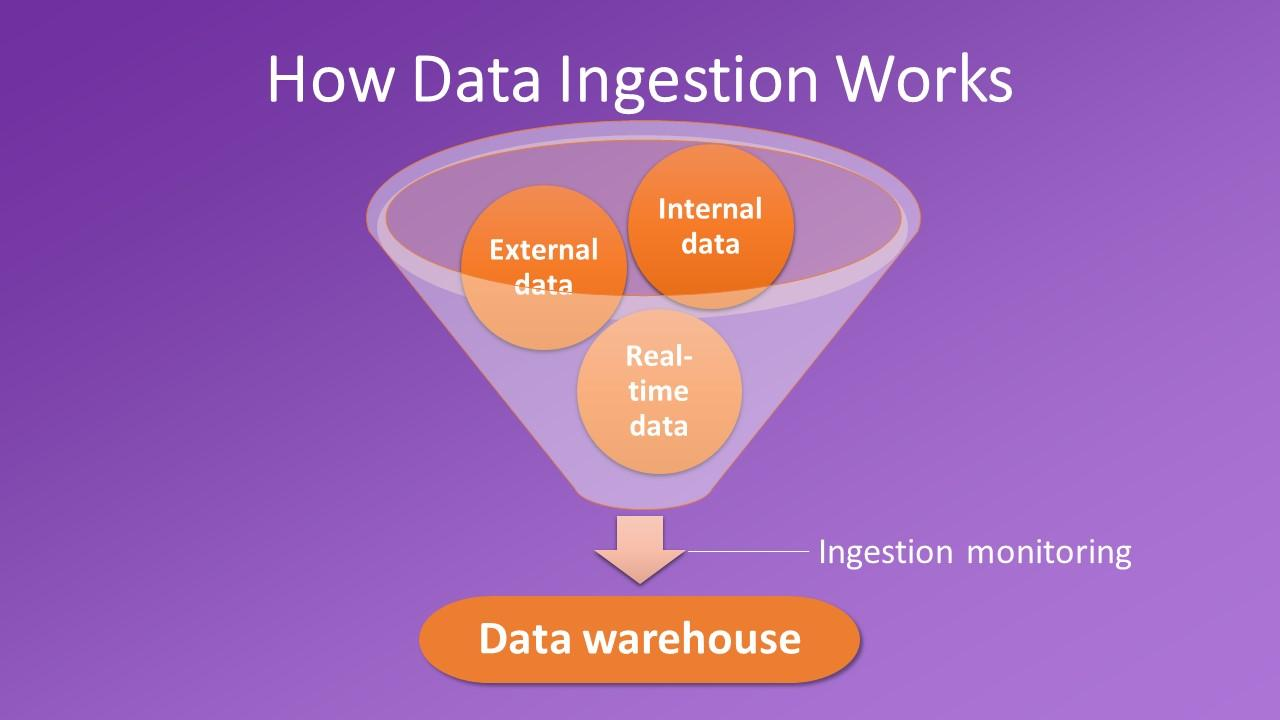 How Data Ingestion Works
Internal
data
External
data
Real-
time
data
Ingestion monitoring
Data warehouse